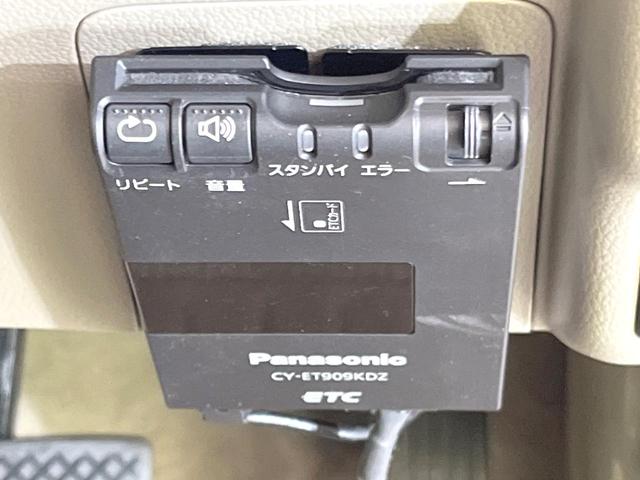 リピート 音量 スタンバイ エラー
ETCカード
Panasonic
CY-ET909KDZ
ETC